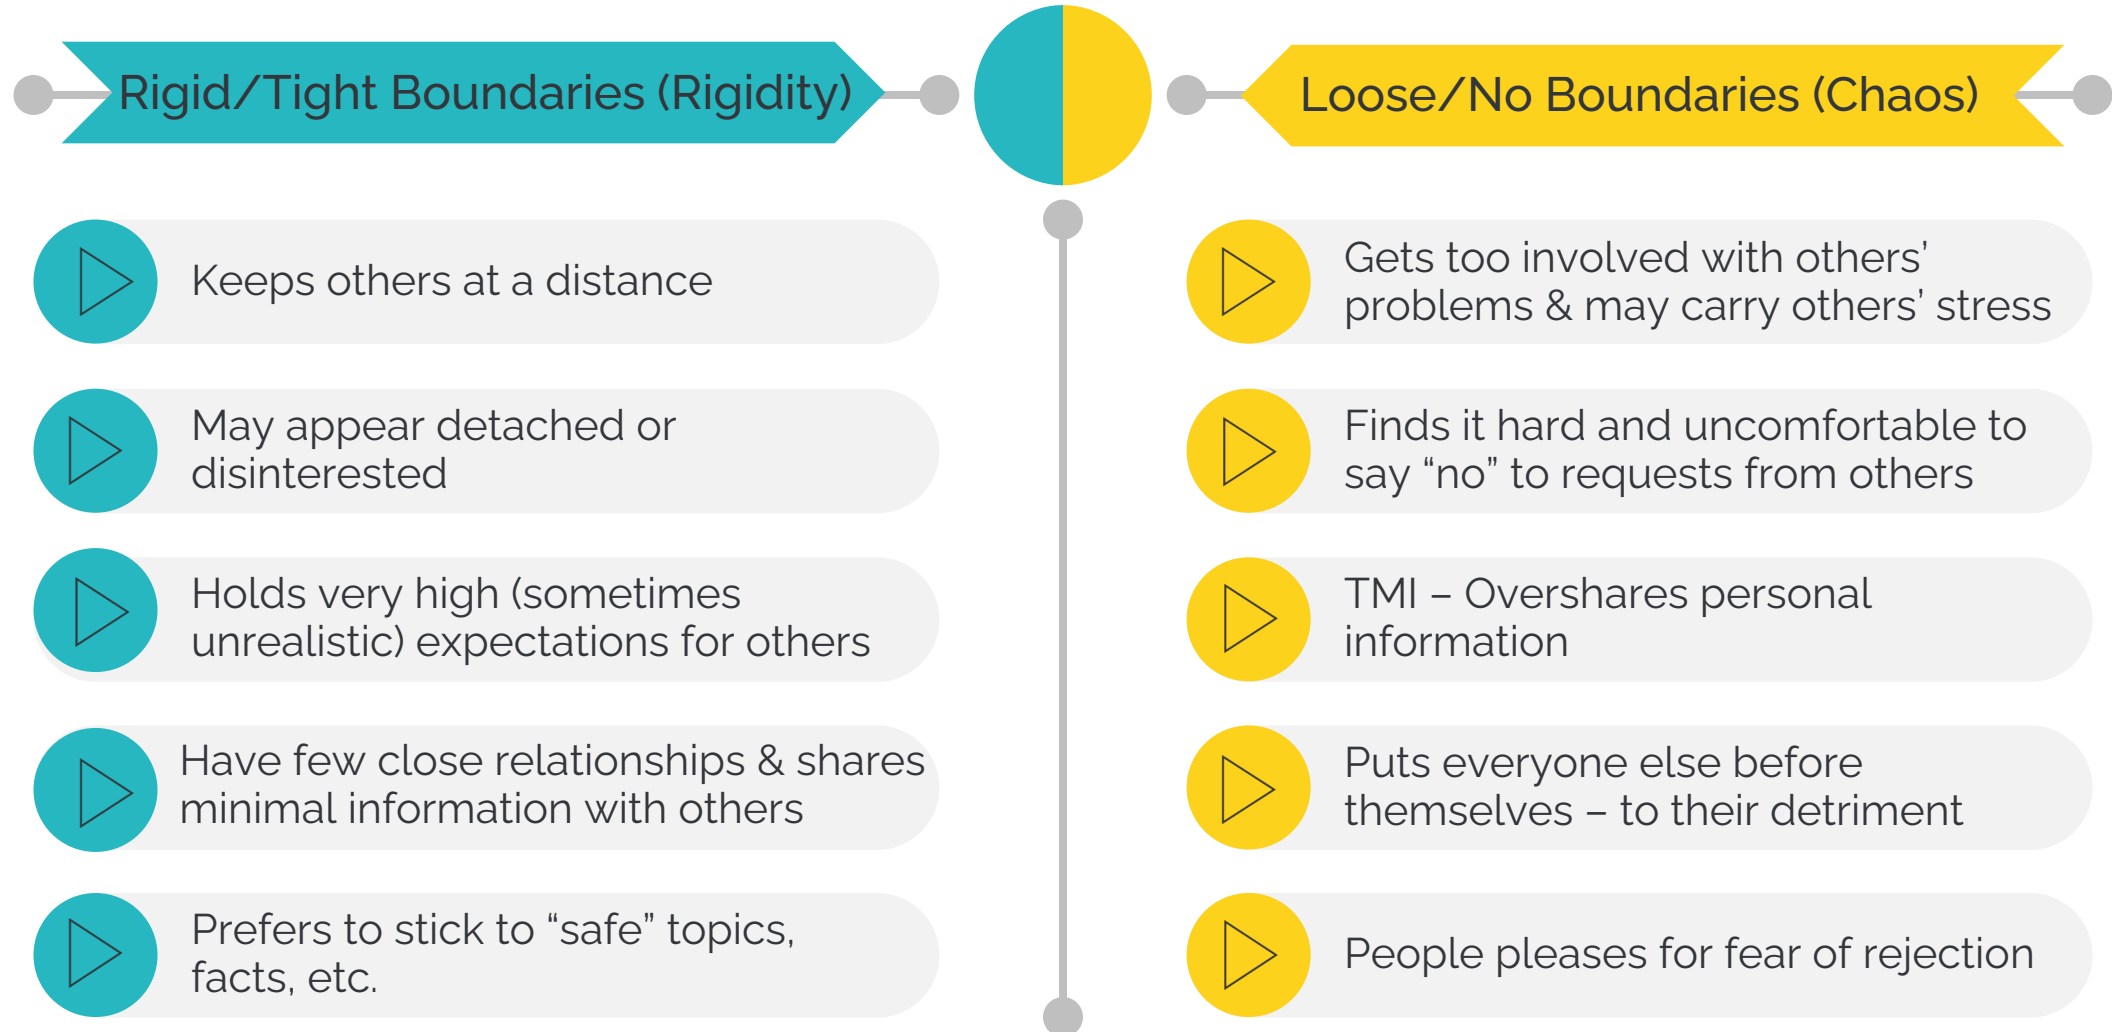 Rigid/Tight Boundaries (Rigidity)
Keeps others at a distance
May appear detached or
disinterested
Holds very high (sometimes
unrealistic) expectations for others
Have few close relationships & shares
minimal information with others
Prefers to stick to “safe” topics,
facts, etc.
Loose/No Boundaries (Chaos)
Gets too involved with others’
problems & may carry others’ stress
Finds it hard and uncomfortable to
say “no” to requests from others
TMI – Overshares personal
information
Puts everyone else before
themselves – to their detriment
People pleases for fear of rejection